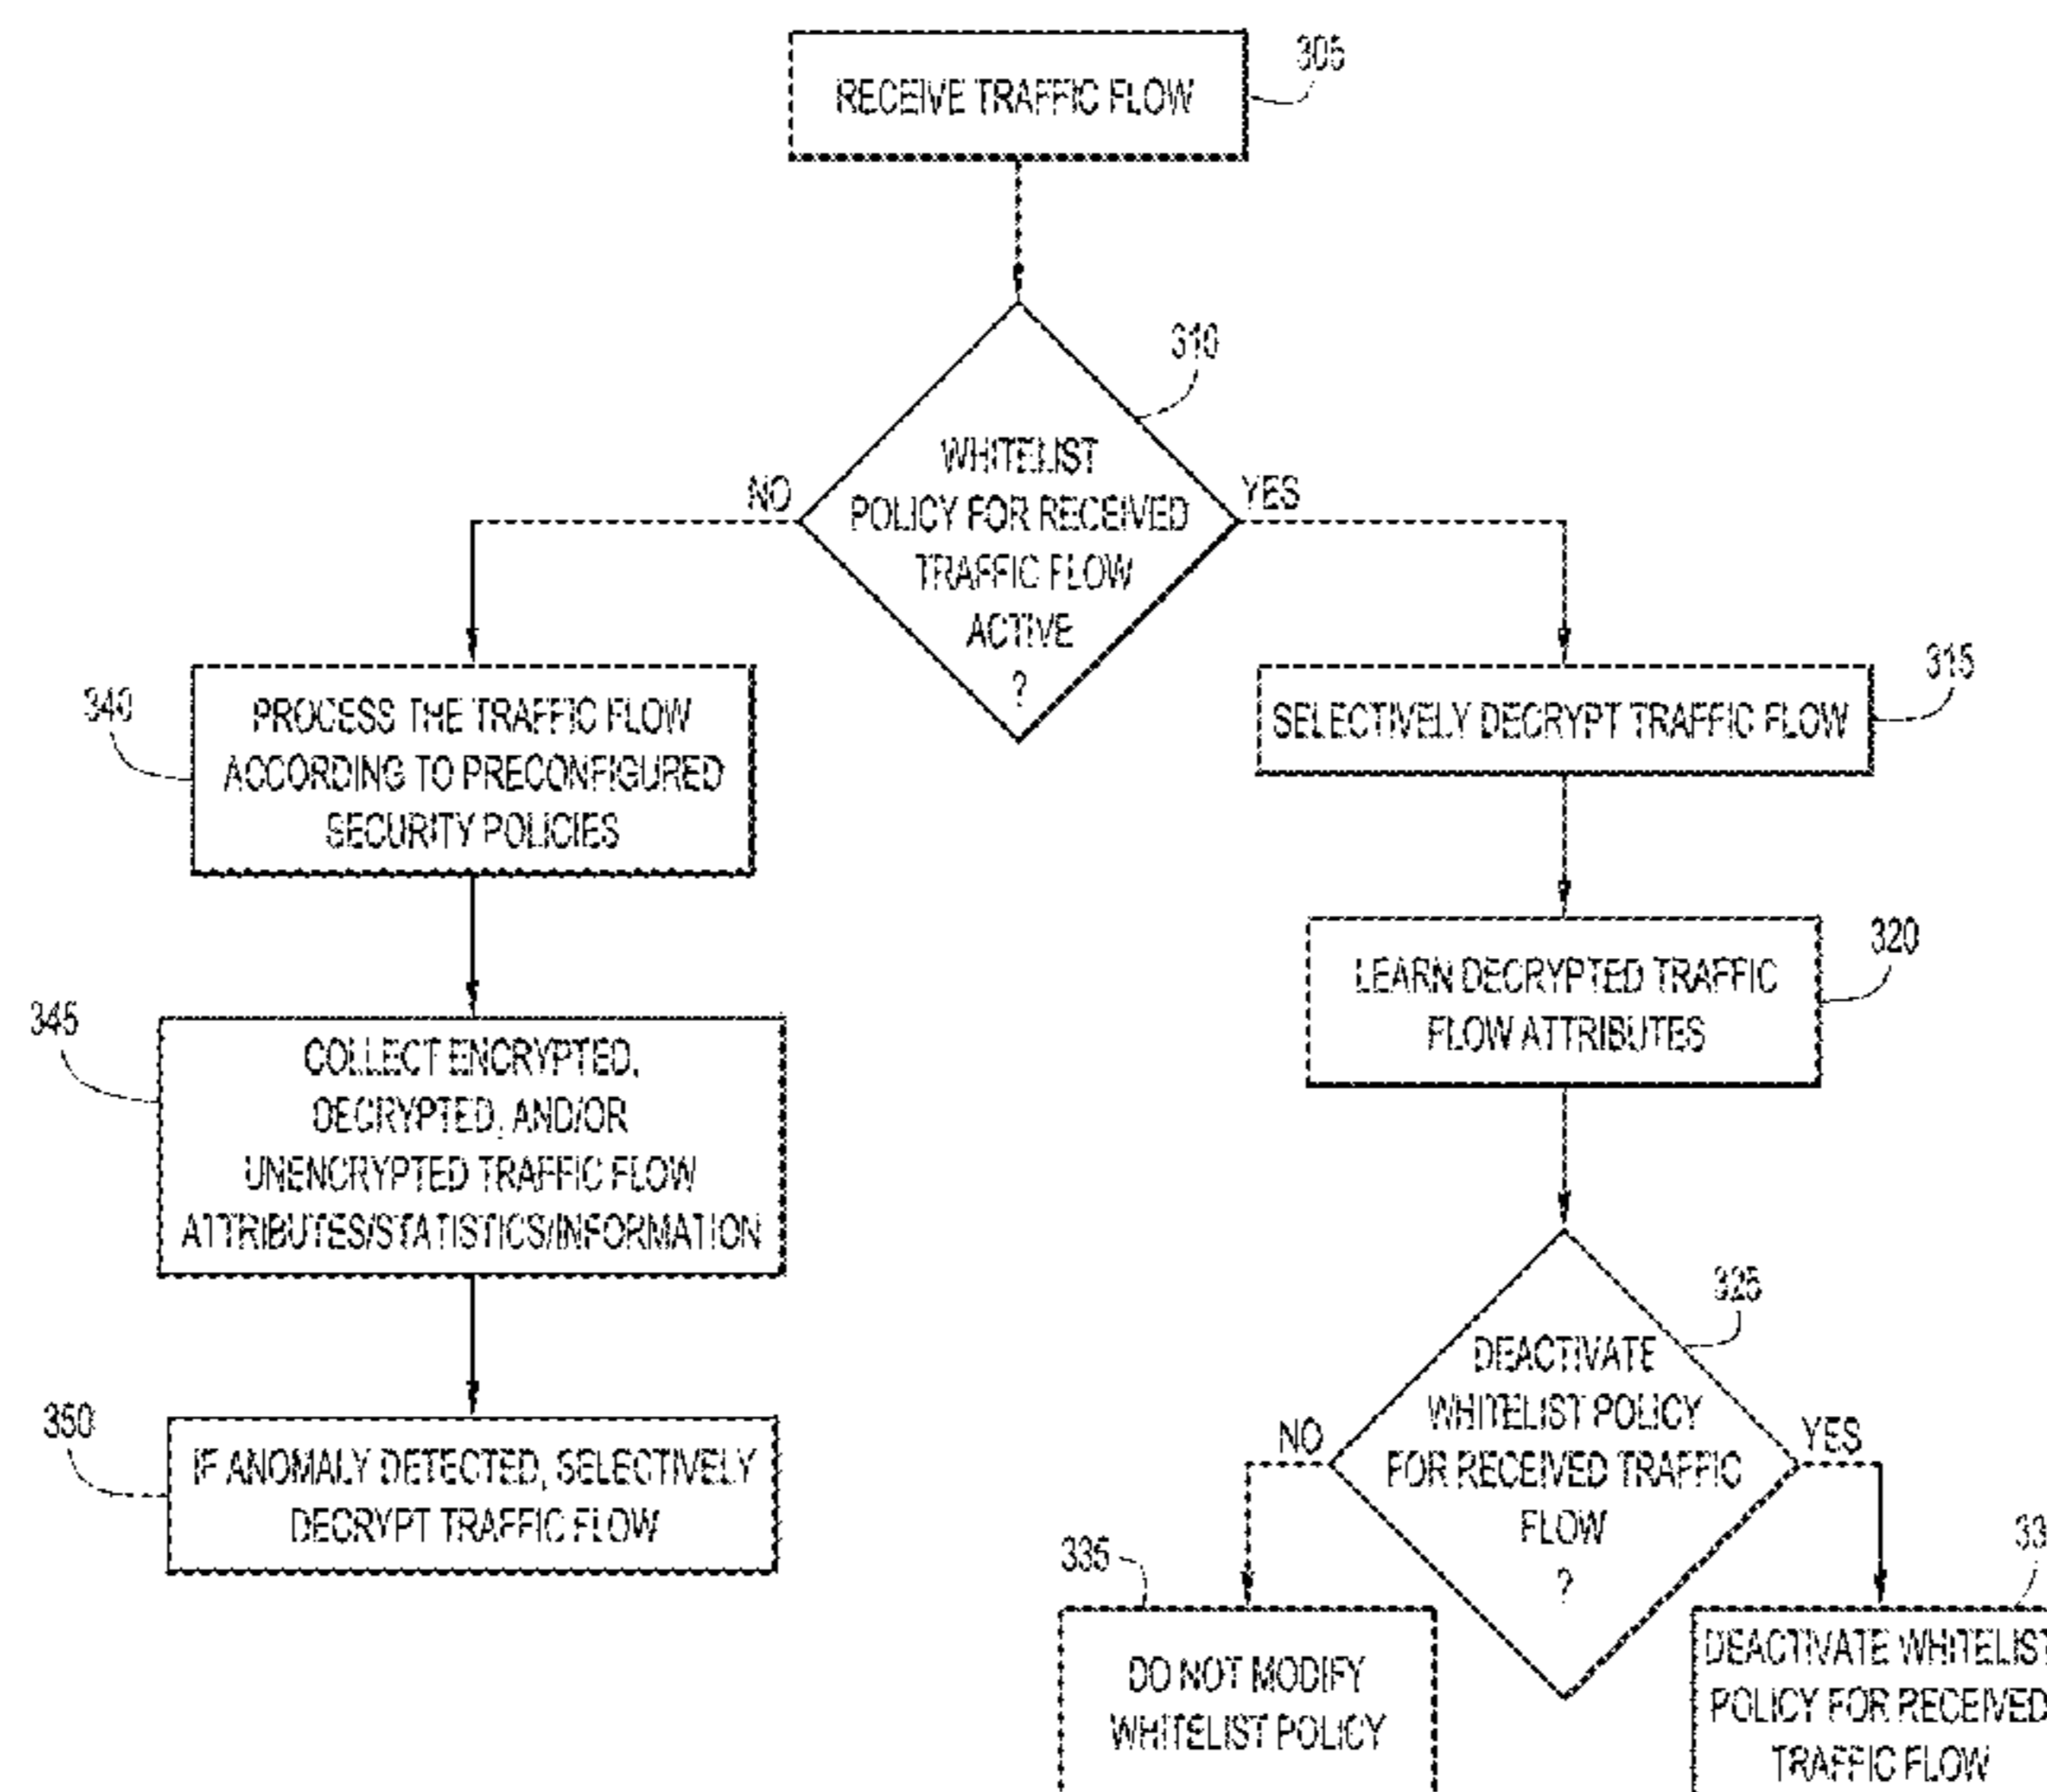 305
RECEIVE TRAFFIC FLOW
310
WHITELIST
POLICY FOR RECEIVED
TRAFFIC FLOW
ACTIVE
?
NO
YES
340
PROCESS THE TRAFFIC FLOW
ACCORDING TO PRECONFIGURED
SECURITY POLICIES
315
SELECTIVELY DECRYPT TRAFFIC FLOW
345
COLLECT ENCRYPTED,
DECRYPTED, AND/OR
UNENCRYPTED TRAFFIC FLOW
ATTRIBUTES/STATISTICS/INFORMATION
320
LEARN DECRYPTED TRAFFIC
FLOW ATTRIBUTES
350
IF ANOMALY DETECTED, SELECTIVELY
DECRYPT TRAFFIC FLOW
325
DEACTIVATE
WHITELIST POLICY
FOR RECEIVED TRAFFIC
FLOW
?
NO
YES
335
DO NOT MODIFY
WHITELIST POLICY
33
DEACTIVATE WHITELIST
POLICY FOR RECEIVED
TRAFFIC FLOW